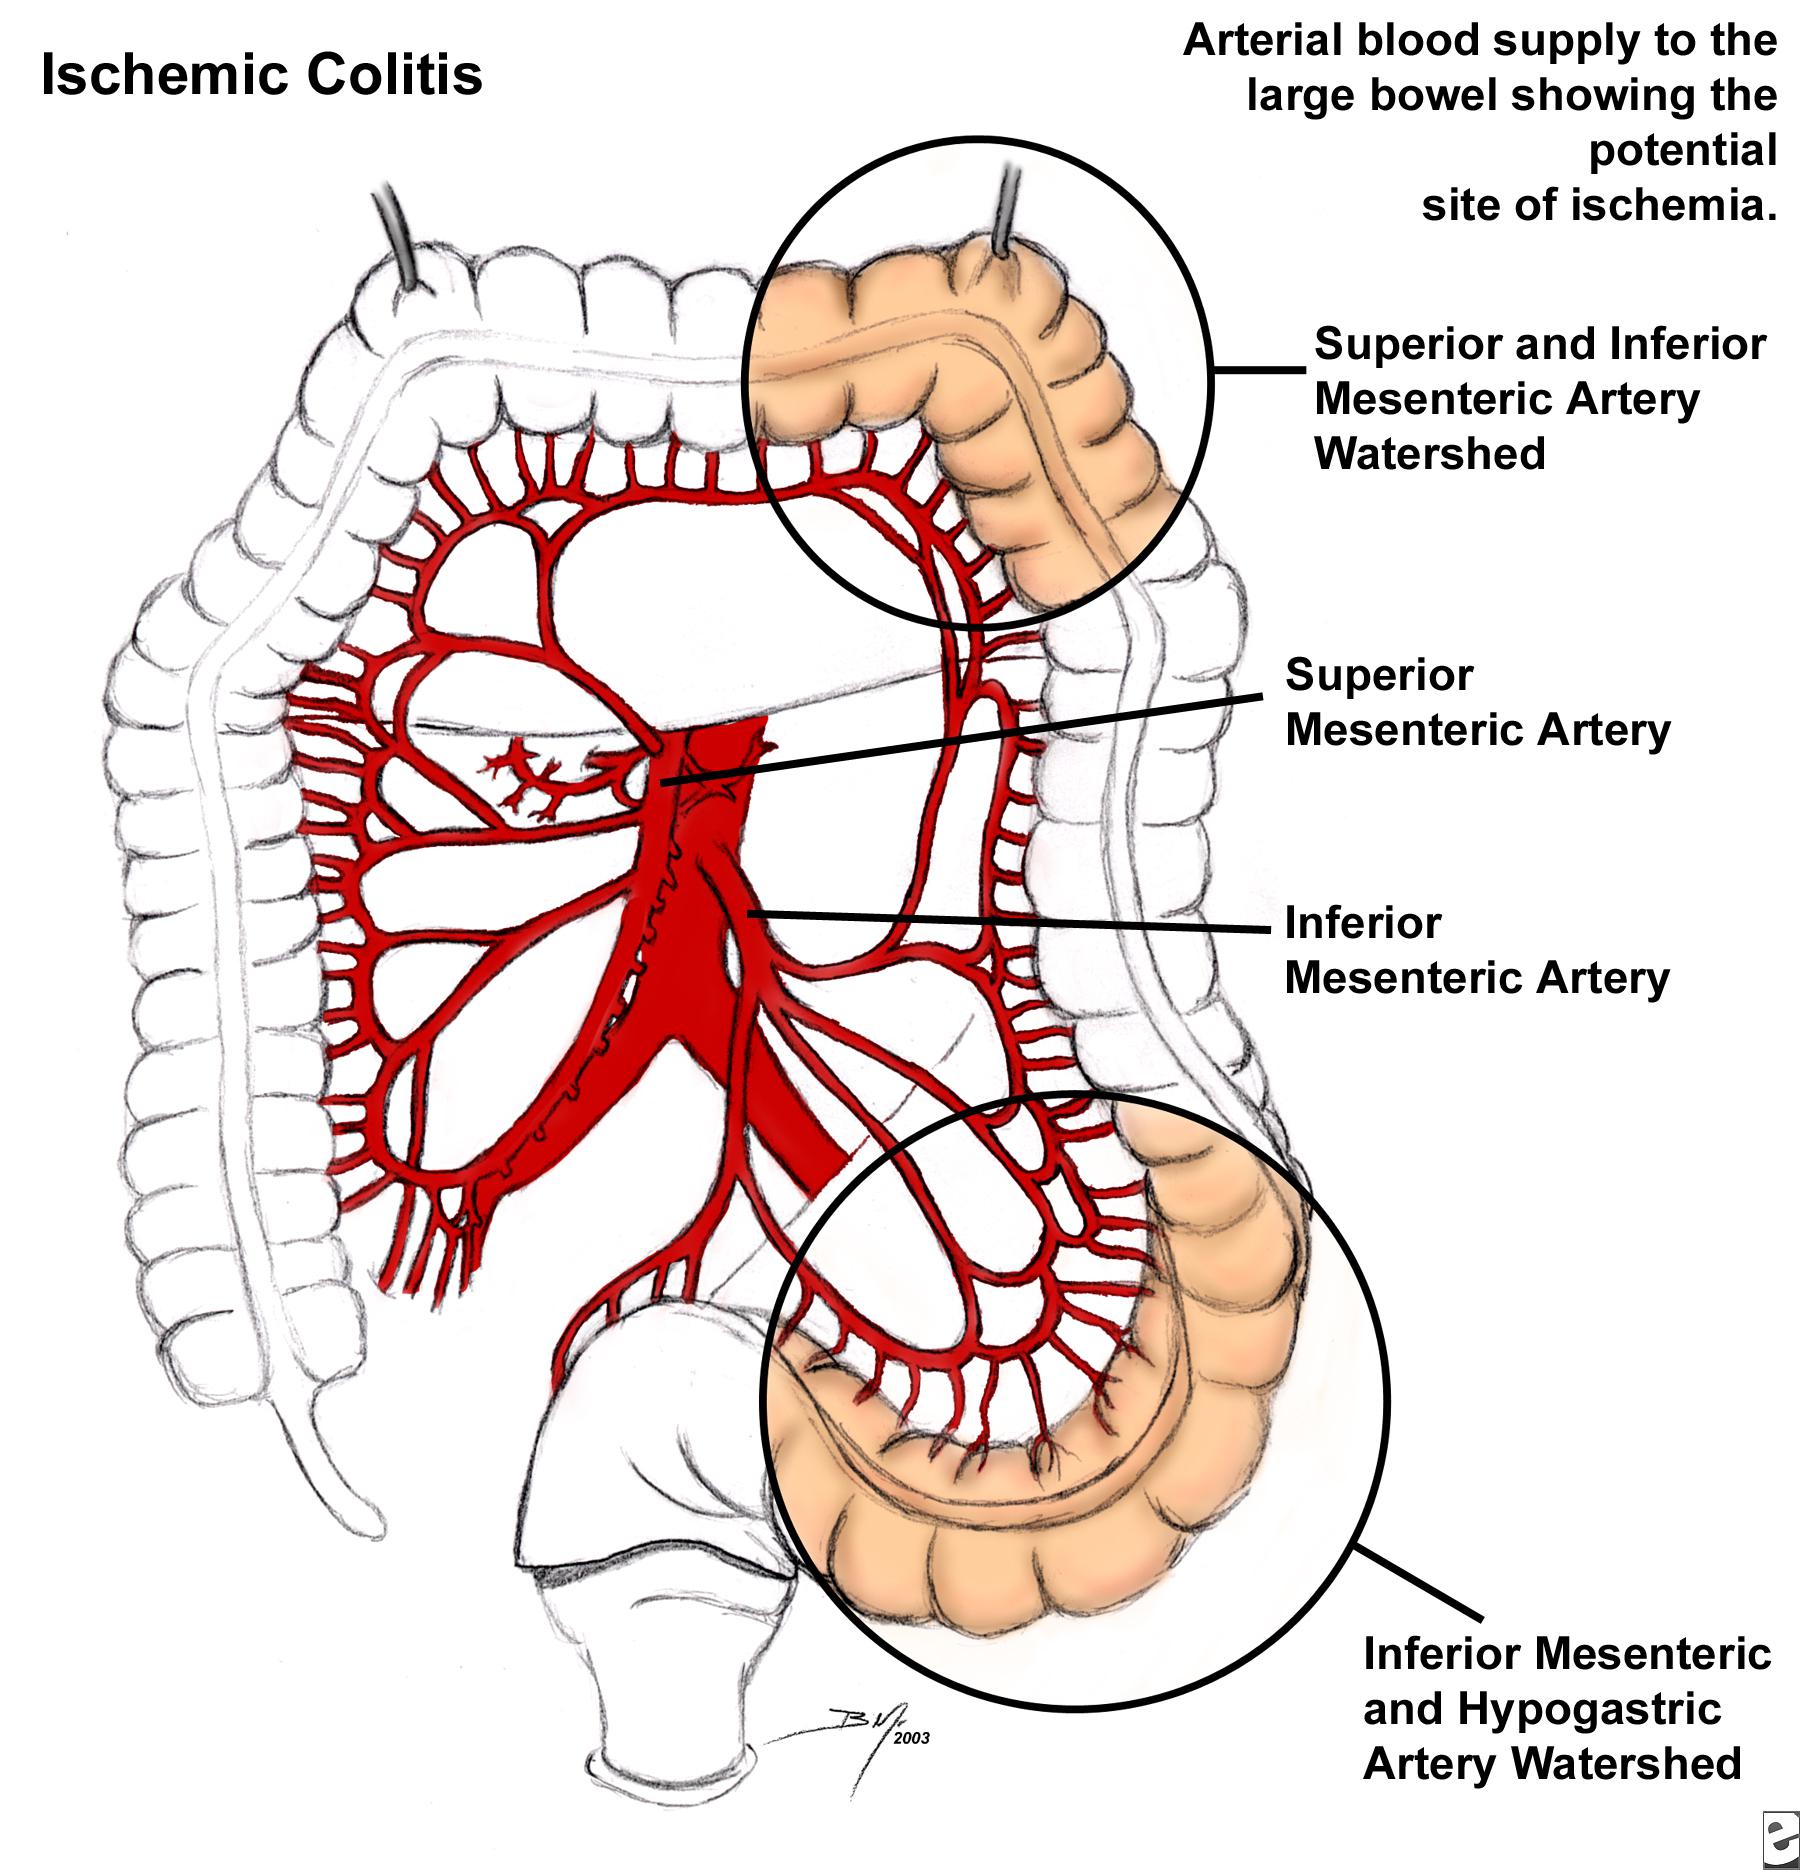 Ischemic Colitis
Arterial blood supply to the
large bowel showing the
potential
site of ischemia.
Superior and Inferior
Mesenteric Artery
Watershed
Superior
Mesenteric Artery
Inferior
Mesenteric Artery
Inferior Mesenteric
and Hypogastric
Artery Watershed
2003
e